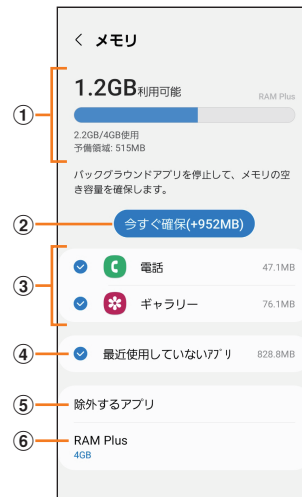 メモリ
① 1.2GB利用可能
RAM Plus
2.2GB/4GB使用
予備領域: 515MB
バックグラウンドアプリを停止して、メモリの空
き容量を確保します。
② 今すぐ確保(+952MB)
③ 電話 47.1MB
ギャラリー 76.1MB
④ 最近使用していないアプリ 828.8MB
⑤ 除外するアプリ
⑥ RAM Plus
4GB